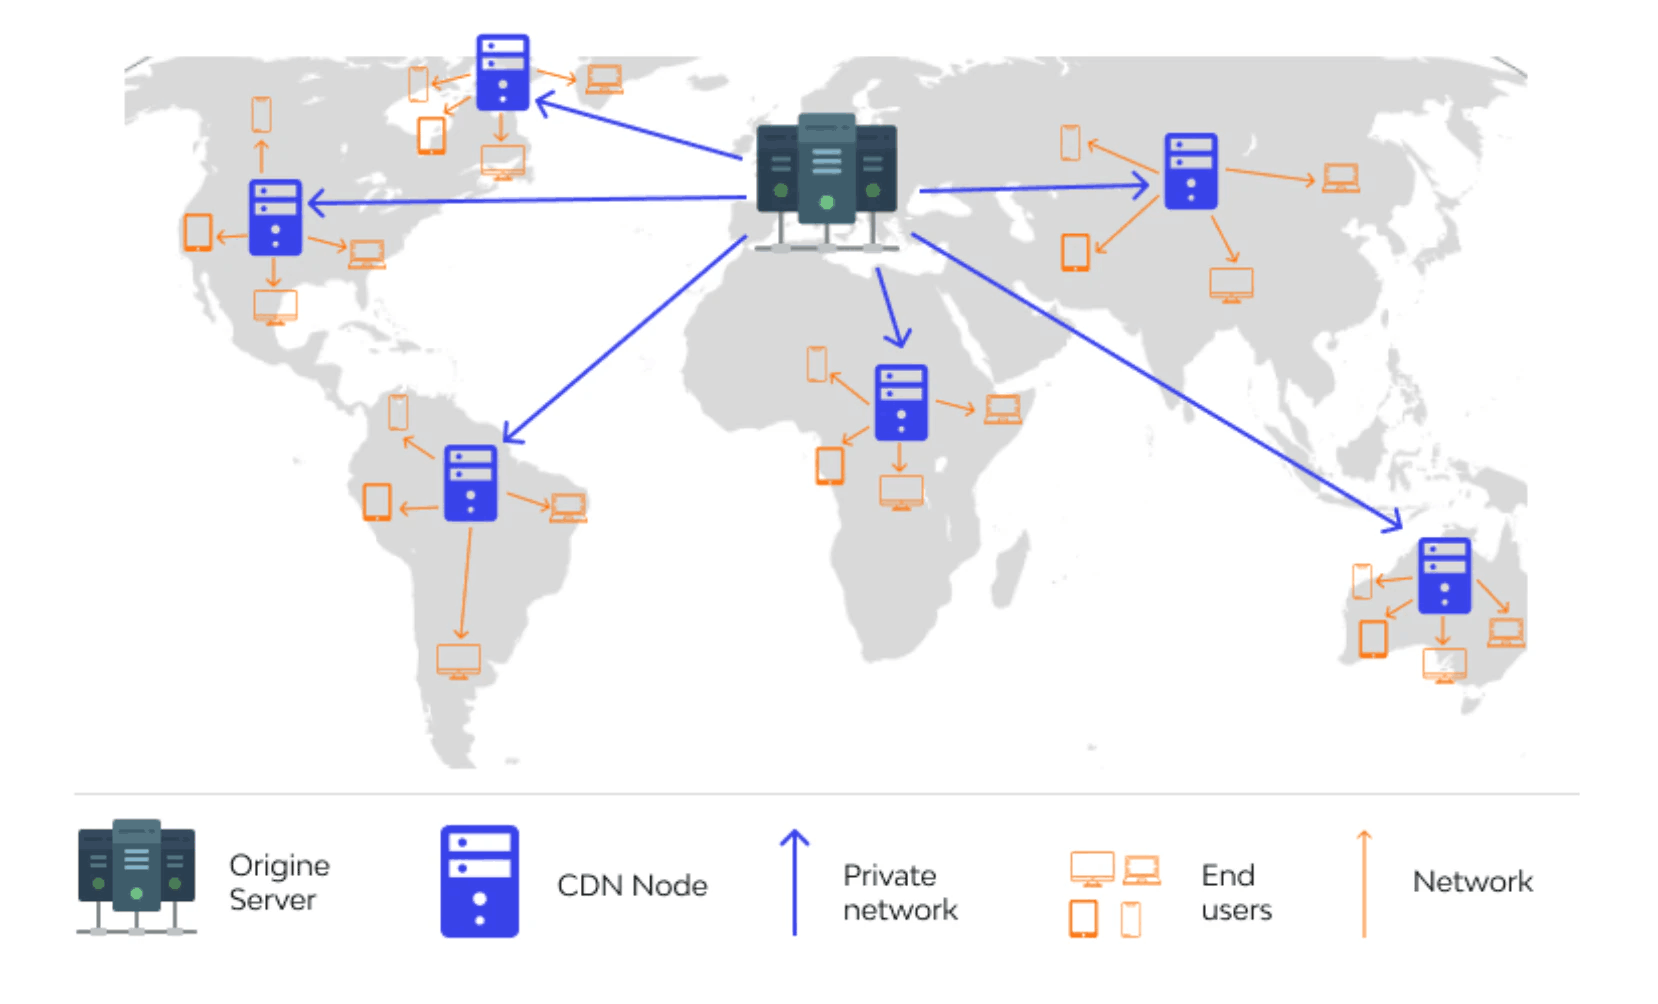 Origine
Server
CDN Node
Private
network
End
users
Network